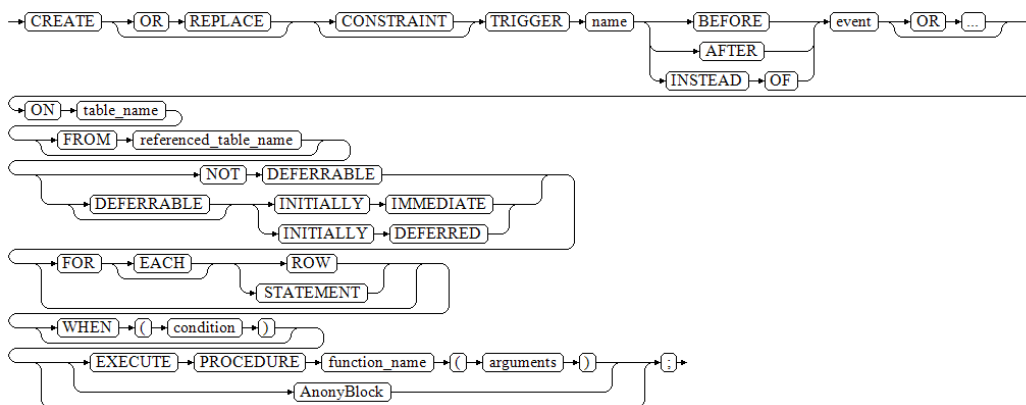 CREATE OR REPLACE CONSTRAINT TRIGGER name BEFORE event OR ...
AFTER
INSTEAD OF
ON table_name
FROM referenced_table_name
NOT DEFERRABLE
DEFERRABLE INITIALLY IMMEDIATE
INITIALLY DEFERRED
FOR EACH ROW
STATEMENT
WHEN ( condition )
EXECUTE PROCEDURE function_name ( arguments ) ;
AnonyBlock